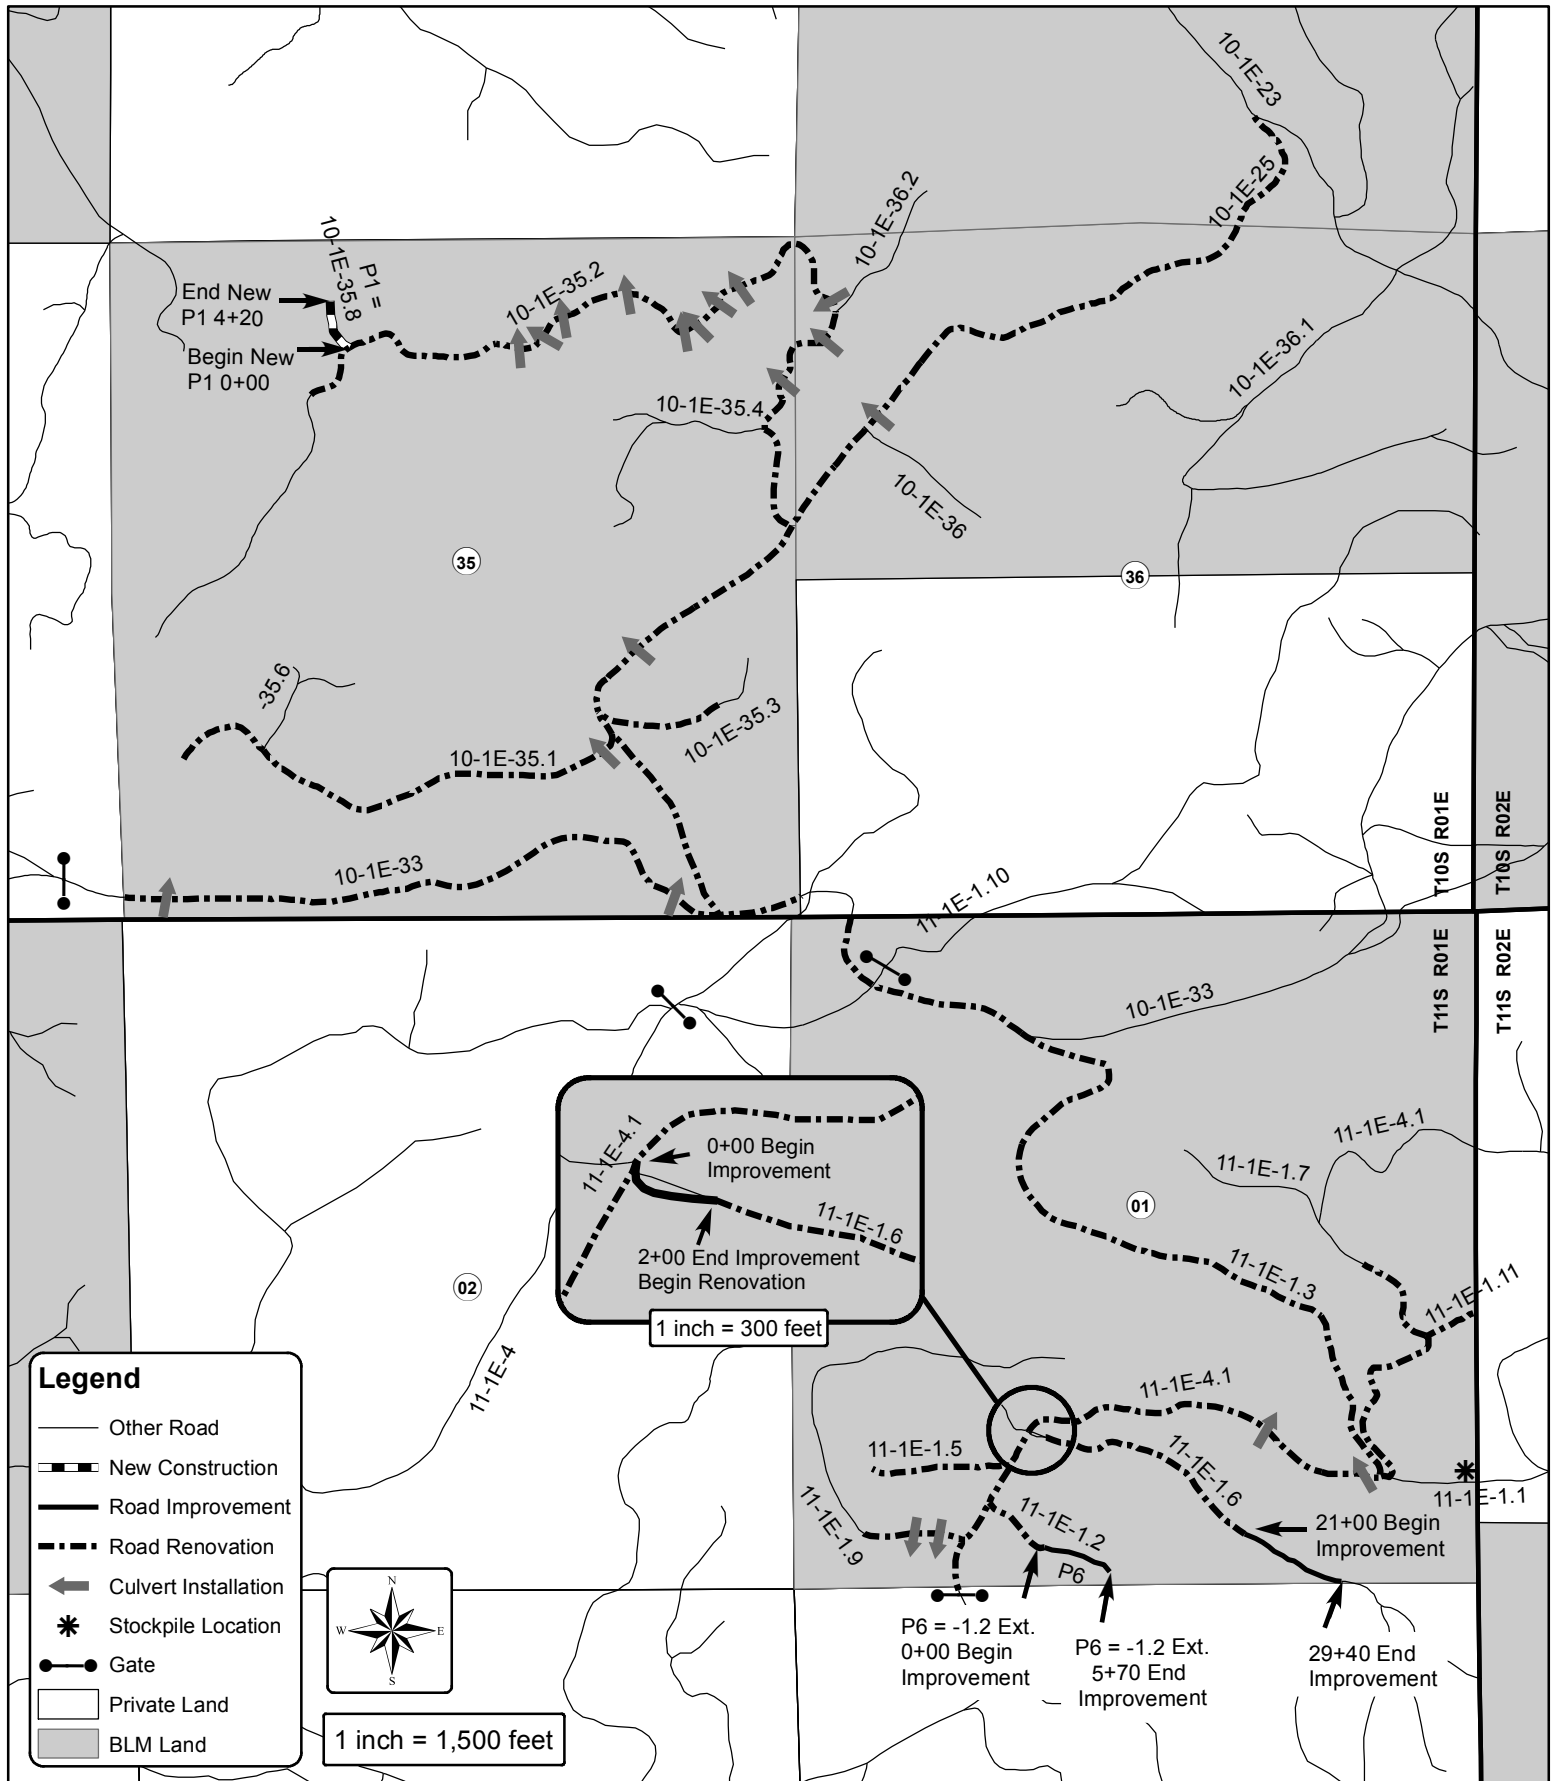 10-1E-23
10-1E-25
10-1E-36.2
10-1E-35.8
P1 =
10-1E-35.2
End New
P1 4+20
Begin New
P1 0+00
10-1E-36.1
10-1E-35.4
10-1E-36
35
36
-35.6
10-1E-35.3
10-1E-35.1
10-1E-33
T10S R01E
T10S R02E
11-1E-1.10
T11S R01E
T11S R02E
10-1E-33
11-1E-4.1
0+00 Begin
Improvement
11-1E-1.6
2+00 End Improvement
Begin Renovation
1 inch = 300 feet
11-1E-4.1
11-1E-1.7
01
11-1E-1.3
11-1E-1.11
02
11-1E-4
11-1E-4.1
11-1E-1.5
11-1E-1.6
11-1E-1.1
11-1E-1.9
11-1E-1.2
P6
21+00 Begin
Improvement
P6 = -1.2 Ext.
0+00 Begin
Improvement
P6 = -1.2 Ext.
5+70 End
Improvement
29+40 End
Improvement
Legend
Other Road
New Construction
Road Improvement
Road Renovation
Culvert Installation
Stockpile Location
Gate
Private Land
BLM Land
N
W
E
S
1 inch = 1,500 feet